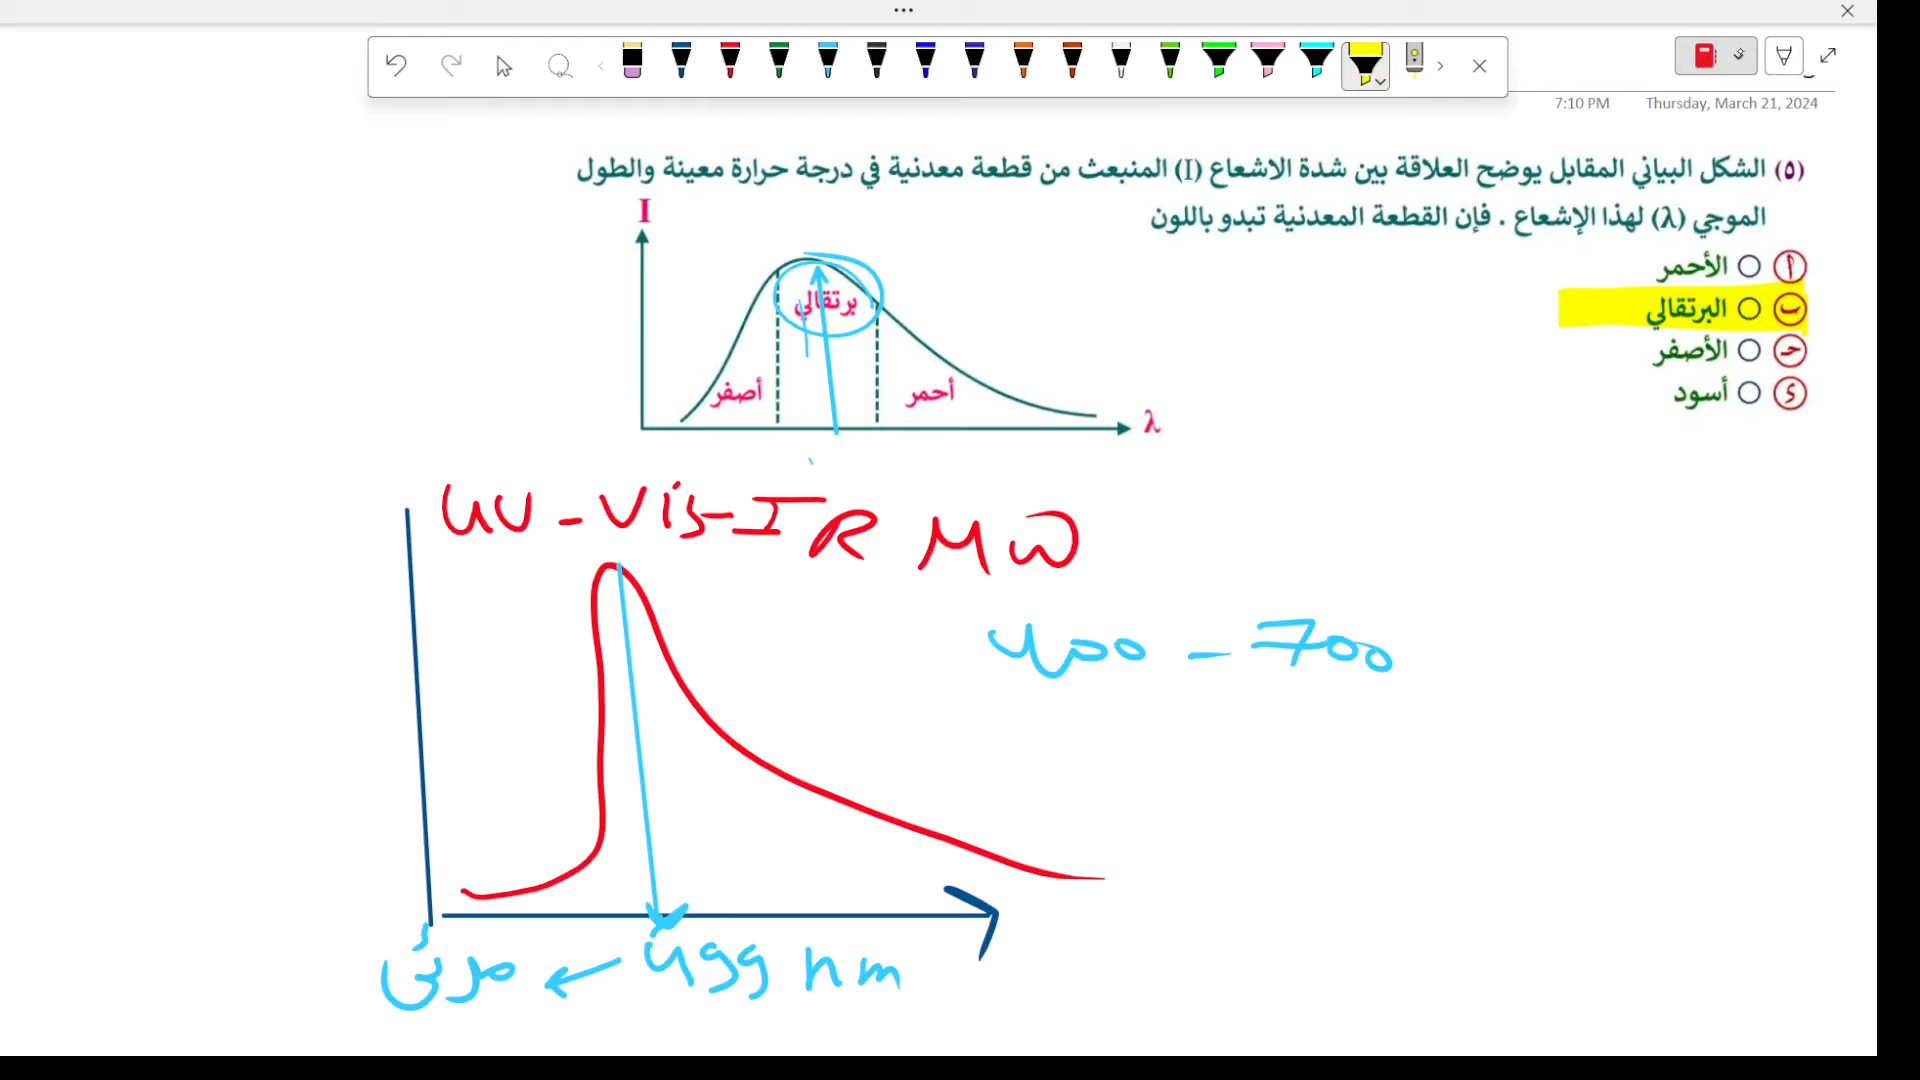 7:10 PM Thursday, March 21, 2024
(٥) الشكل البياني المقابل يوضح العلاقة بين شدة الاشعاع (I) المنبعث من قطعة معدنية في درجة حرارة معينة والطول
الموجي (λ) لهذا الإشعاع . فإن القطعة المعدنية تبدو باللون
أ الأحمر
ب البرتقالي
حـ الأصفر
د أسود
I
برتقالي
أصفر
أحمر
λ
UV - Vis - IR MW
400 - 700
499 nm
مرئي